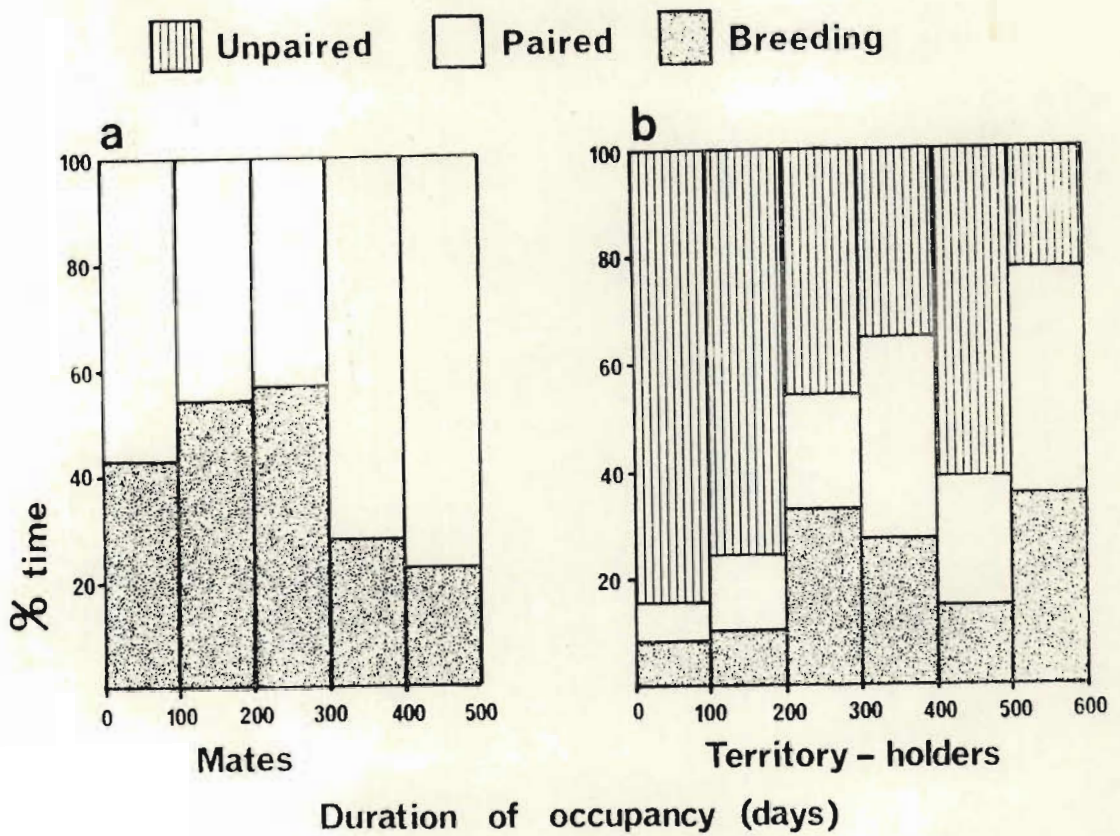 Unpaired Paired Breeding
a
b
100
80
60
40
20
% time
0 100 200 300 400 500
Mates
100
80
60
40
20
0 100 200 300 400 500 600
Territory – holders
Duration of occupancy (days)